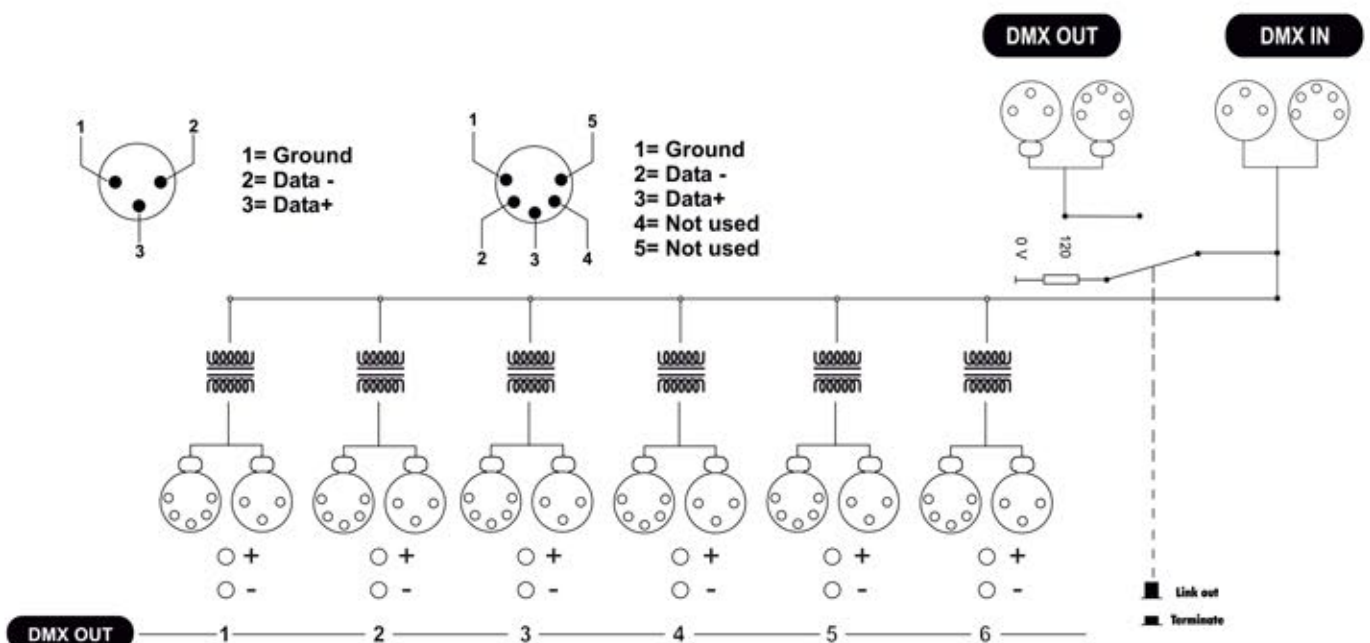 DMX OUT
DMX IN
1
2
3
1= Ground
2= Data -
3= Data+
1
5
2
3
4
1= Ground
2= Data -
3= Data+
4= Not used
5= Not used
0 V
120
+ + + + + +
- - - - - -
Link out
Terminate
DMX OUT 1 2 3 4 5 6